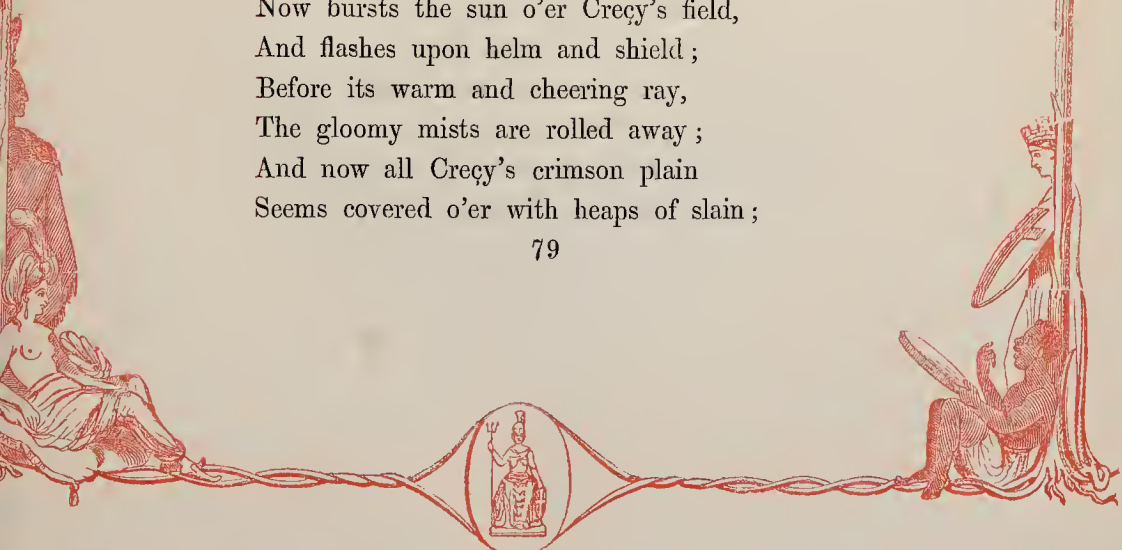 Now bursts the sun o'er Creçy's field,
And flashes upon helm and shield ;
Before its warm and cheering ray,
The gloomy mists are rolled away ;
And now all Creçy's crimson plain
Seems covered o'er with heaps of slain ;
79